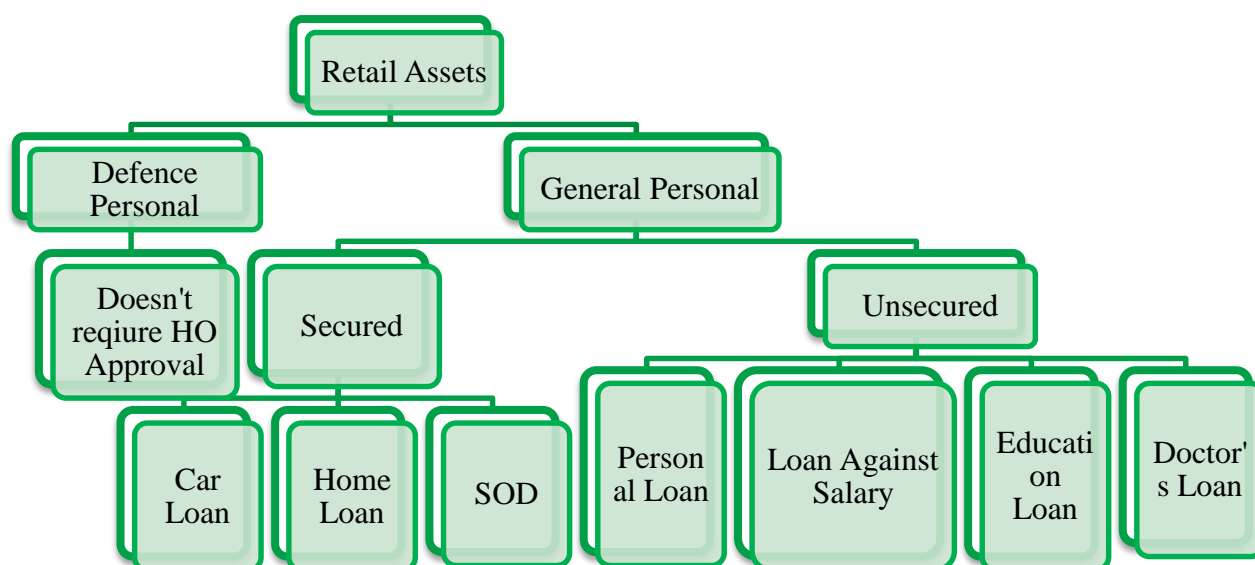 Retail Assets
Defence
Personal
General Personal
Doesn't
reqiure HO
Approval
Secured
Unsecured
Car
Loan
Home
Loan
SOD
Person
al Loan
Loan Against
Salary
Educati
on
Loan
Doctor'
s Loan